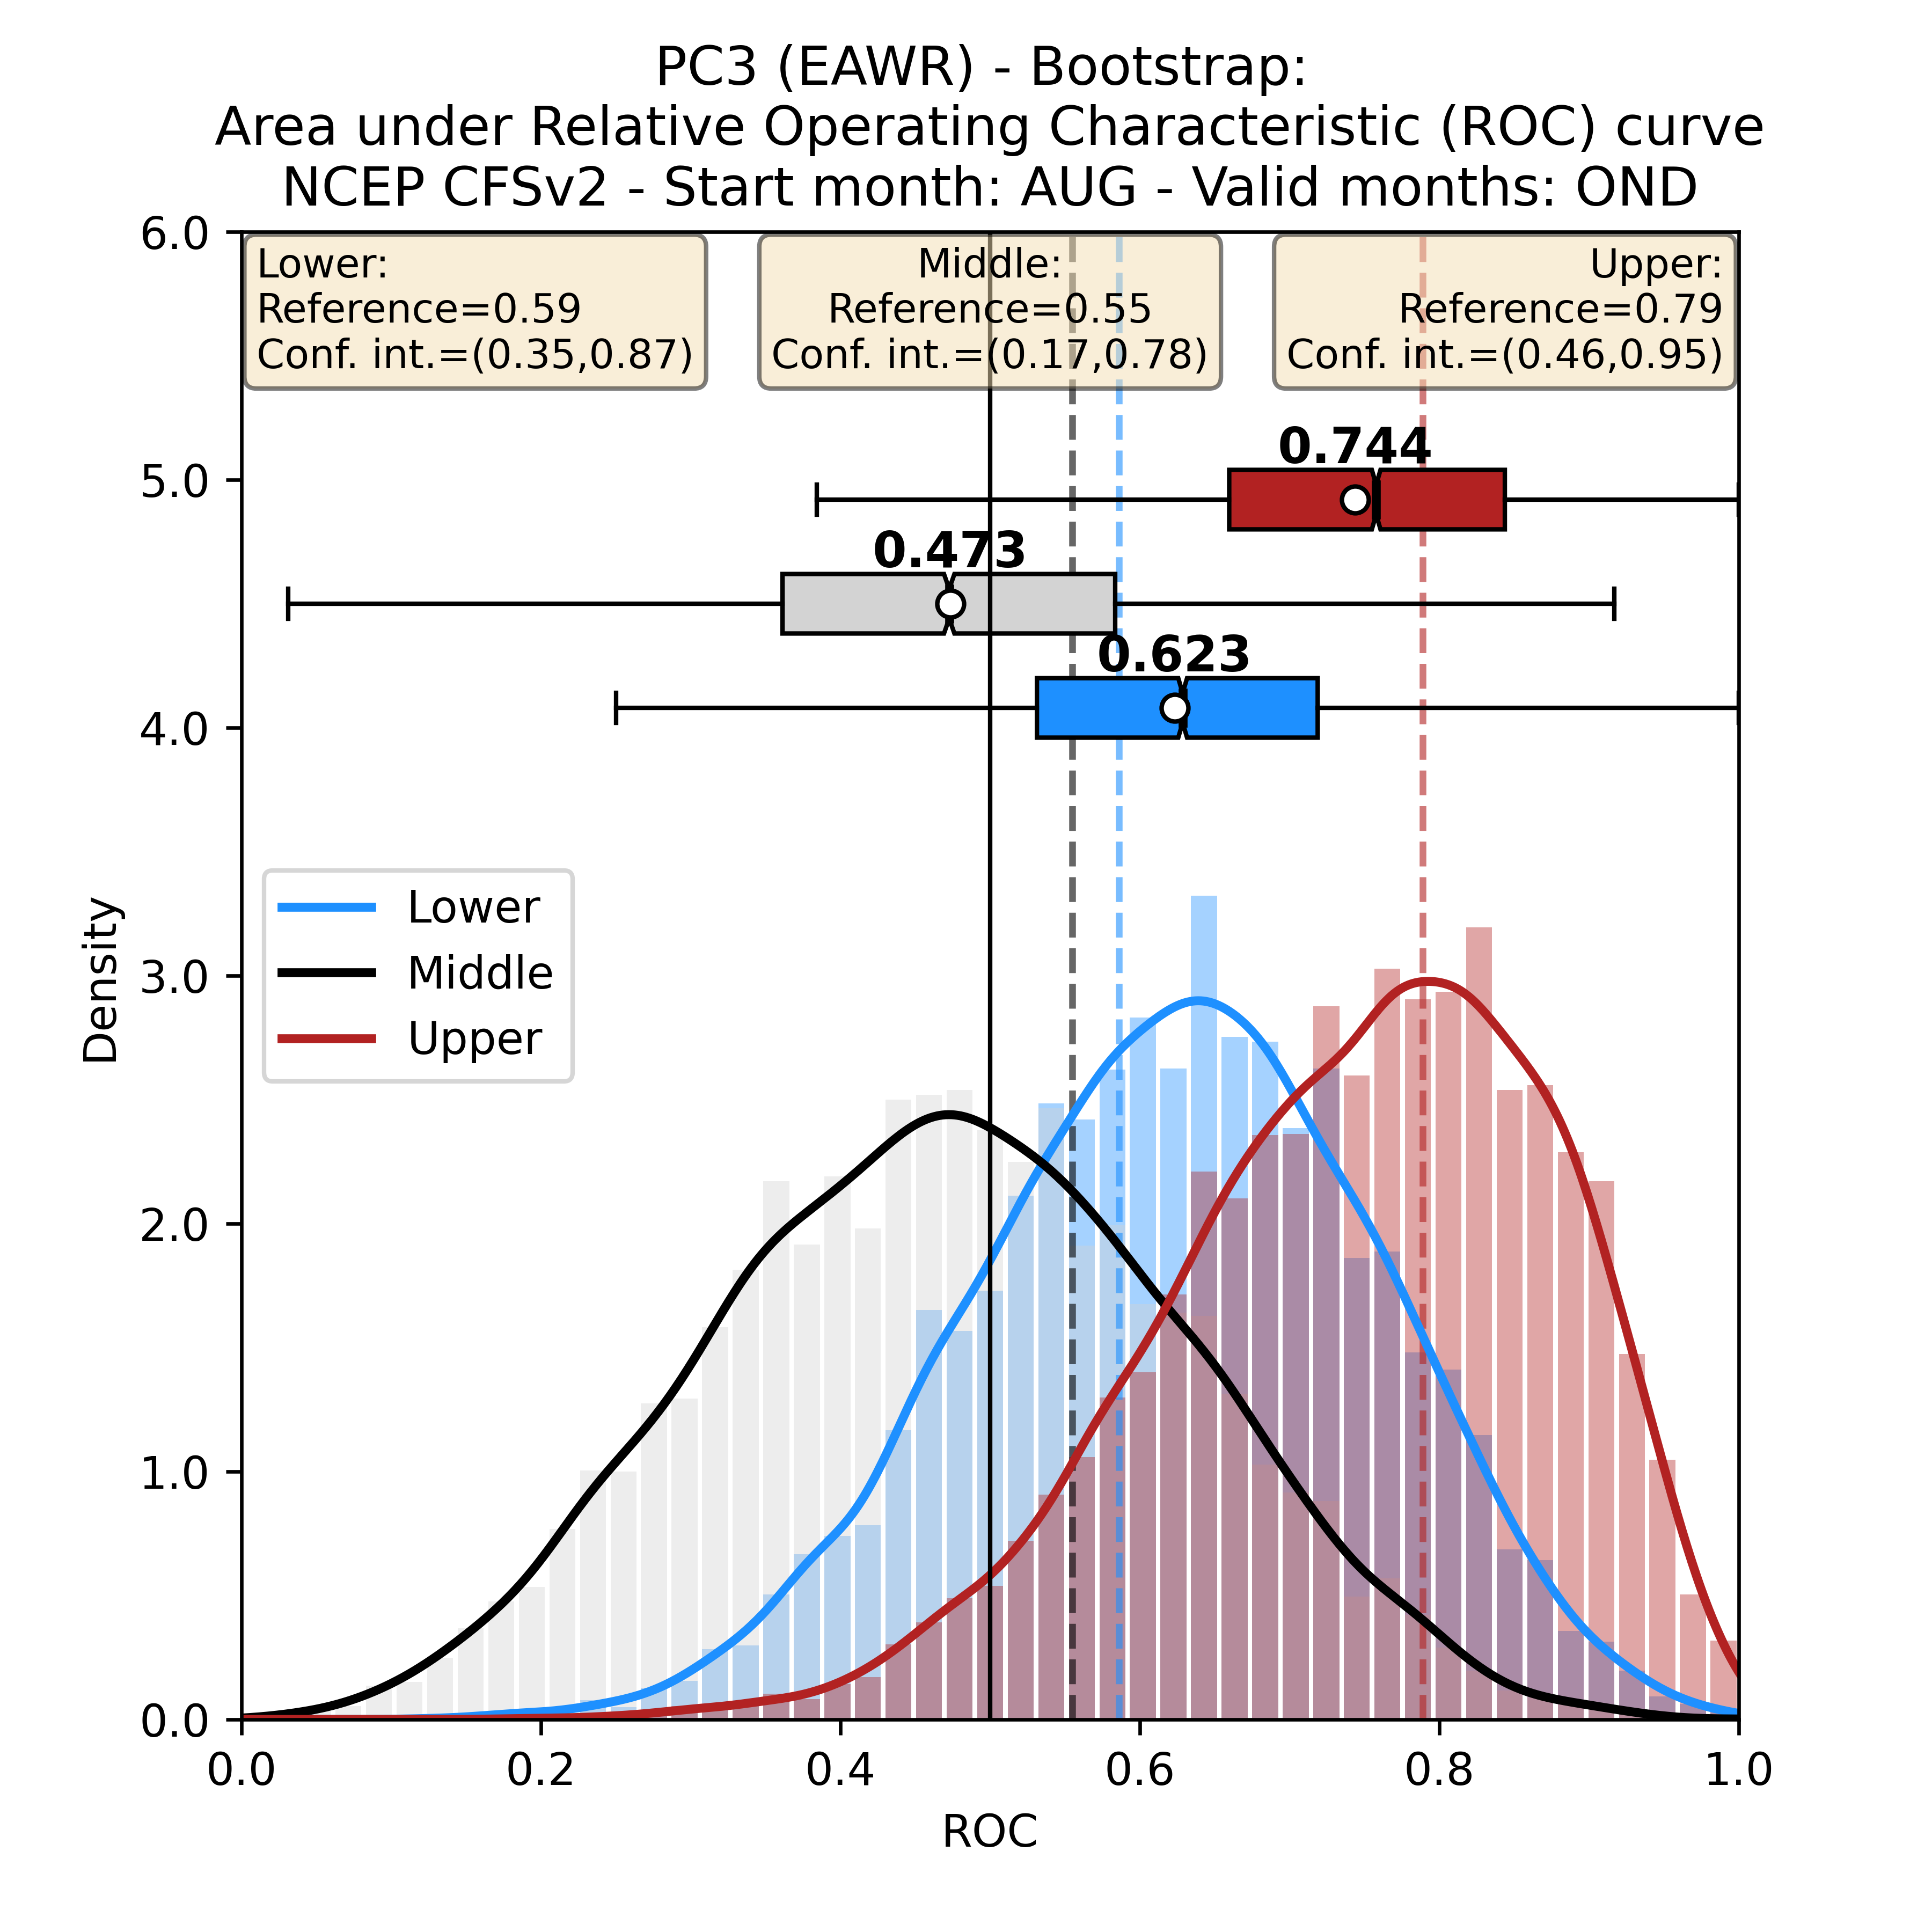 PC3 (EAWR) - Bootstrap:
Area under Relative Operating Characteristic (ROC) curve
NCEP CFSv2 - Start month: AUG - Valid months: OND
Lower:
Reference=0.59
Conf. int.=(0.35,0.87)
Middle:
Reference=0.55
Conf. int.=(0.17,0.78)
Upper:
Reference=0.79
Conf. int.=(0.46,0.95)
0.744
0.473
0.623
Lower
Middle
Upper
Density
6.0
5.0
4.0
3.0
2.0
1.0
0.0
0.0 0.2 0.4 0.6 0.8 1.0
ROC